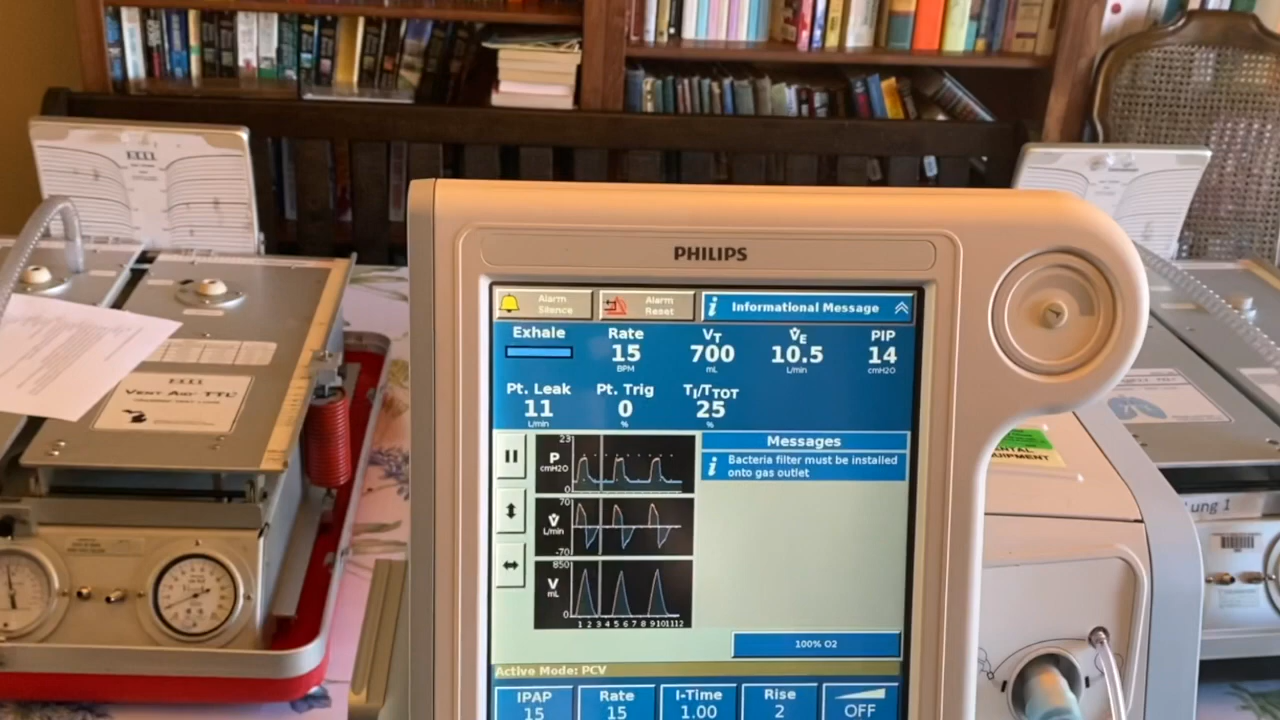 PHILIPS
Alarm Silence
Alarm Reset
i Informational Message
Exhale
Rate
15
BPM
VT
700
mL
V̇E
10.5
L/min
PIP
14
cmH2O
Pt. Leak
11
L/min
Pt. Trig
0
%
TI/TTOT
25
%
23
P
cmH2O
0
70
V̇
L/min
-70
850
V
mL
0
1 2 3 4 5 6 7 8 9 10 11 12
Messages
i Bacteria filter must be installed
onto gas outlet
100% O2
Active Mode: PCV
IPAP
15
Rate
15
I-Time
1.00
Rise
2
OFF
VENT AID TTL
ENTAL
UIPMENT
ung 1